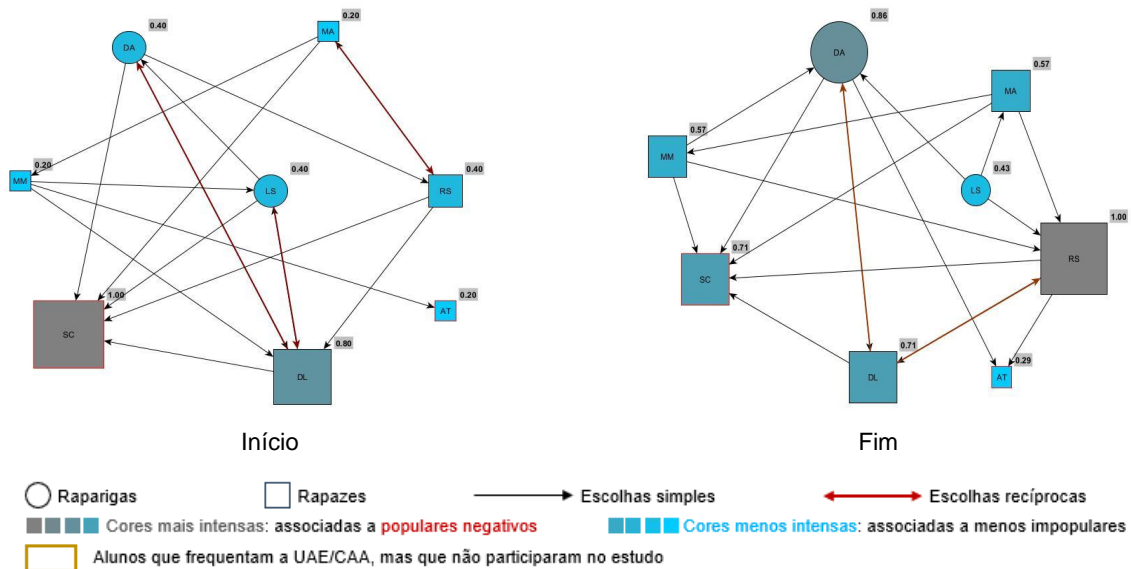 0.40
DA
0.20
MA
0.20
MM
0.40
LS
0.40
RS
1.00
SC
0.20
AT
0.80
DL
Início
0.86
DA
0.57
MA
0.57
MM
0.43
LS
1.00
RS
0.71
SC
0.71
DL
0.29
AT
Fim
Raparigas Rapazes Escolhas simples Escolhas recíprocas
Cores mais intensas: associadas a populares negativos Cores menos intensas: associadas a menos impopulares
Alunos que frequentam a UAE/CAA, mas que não participaram no estudo